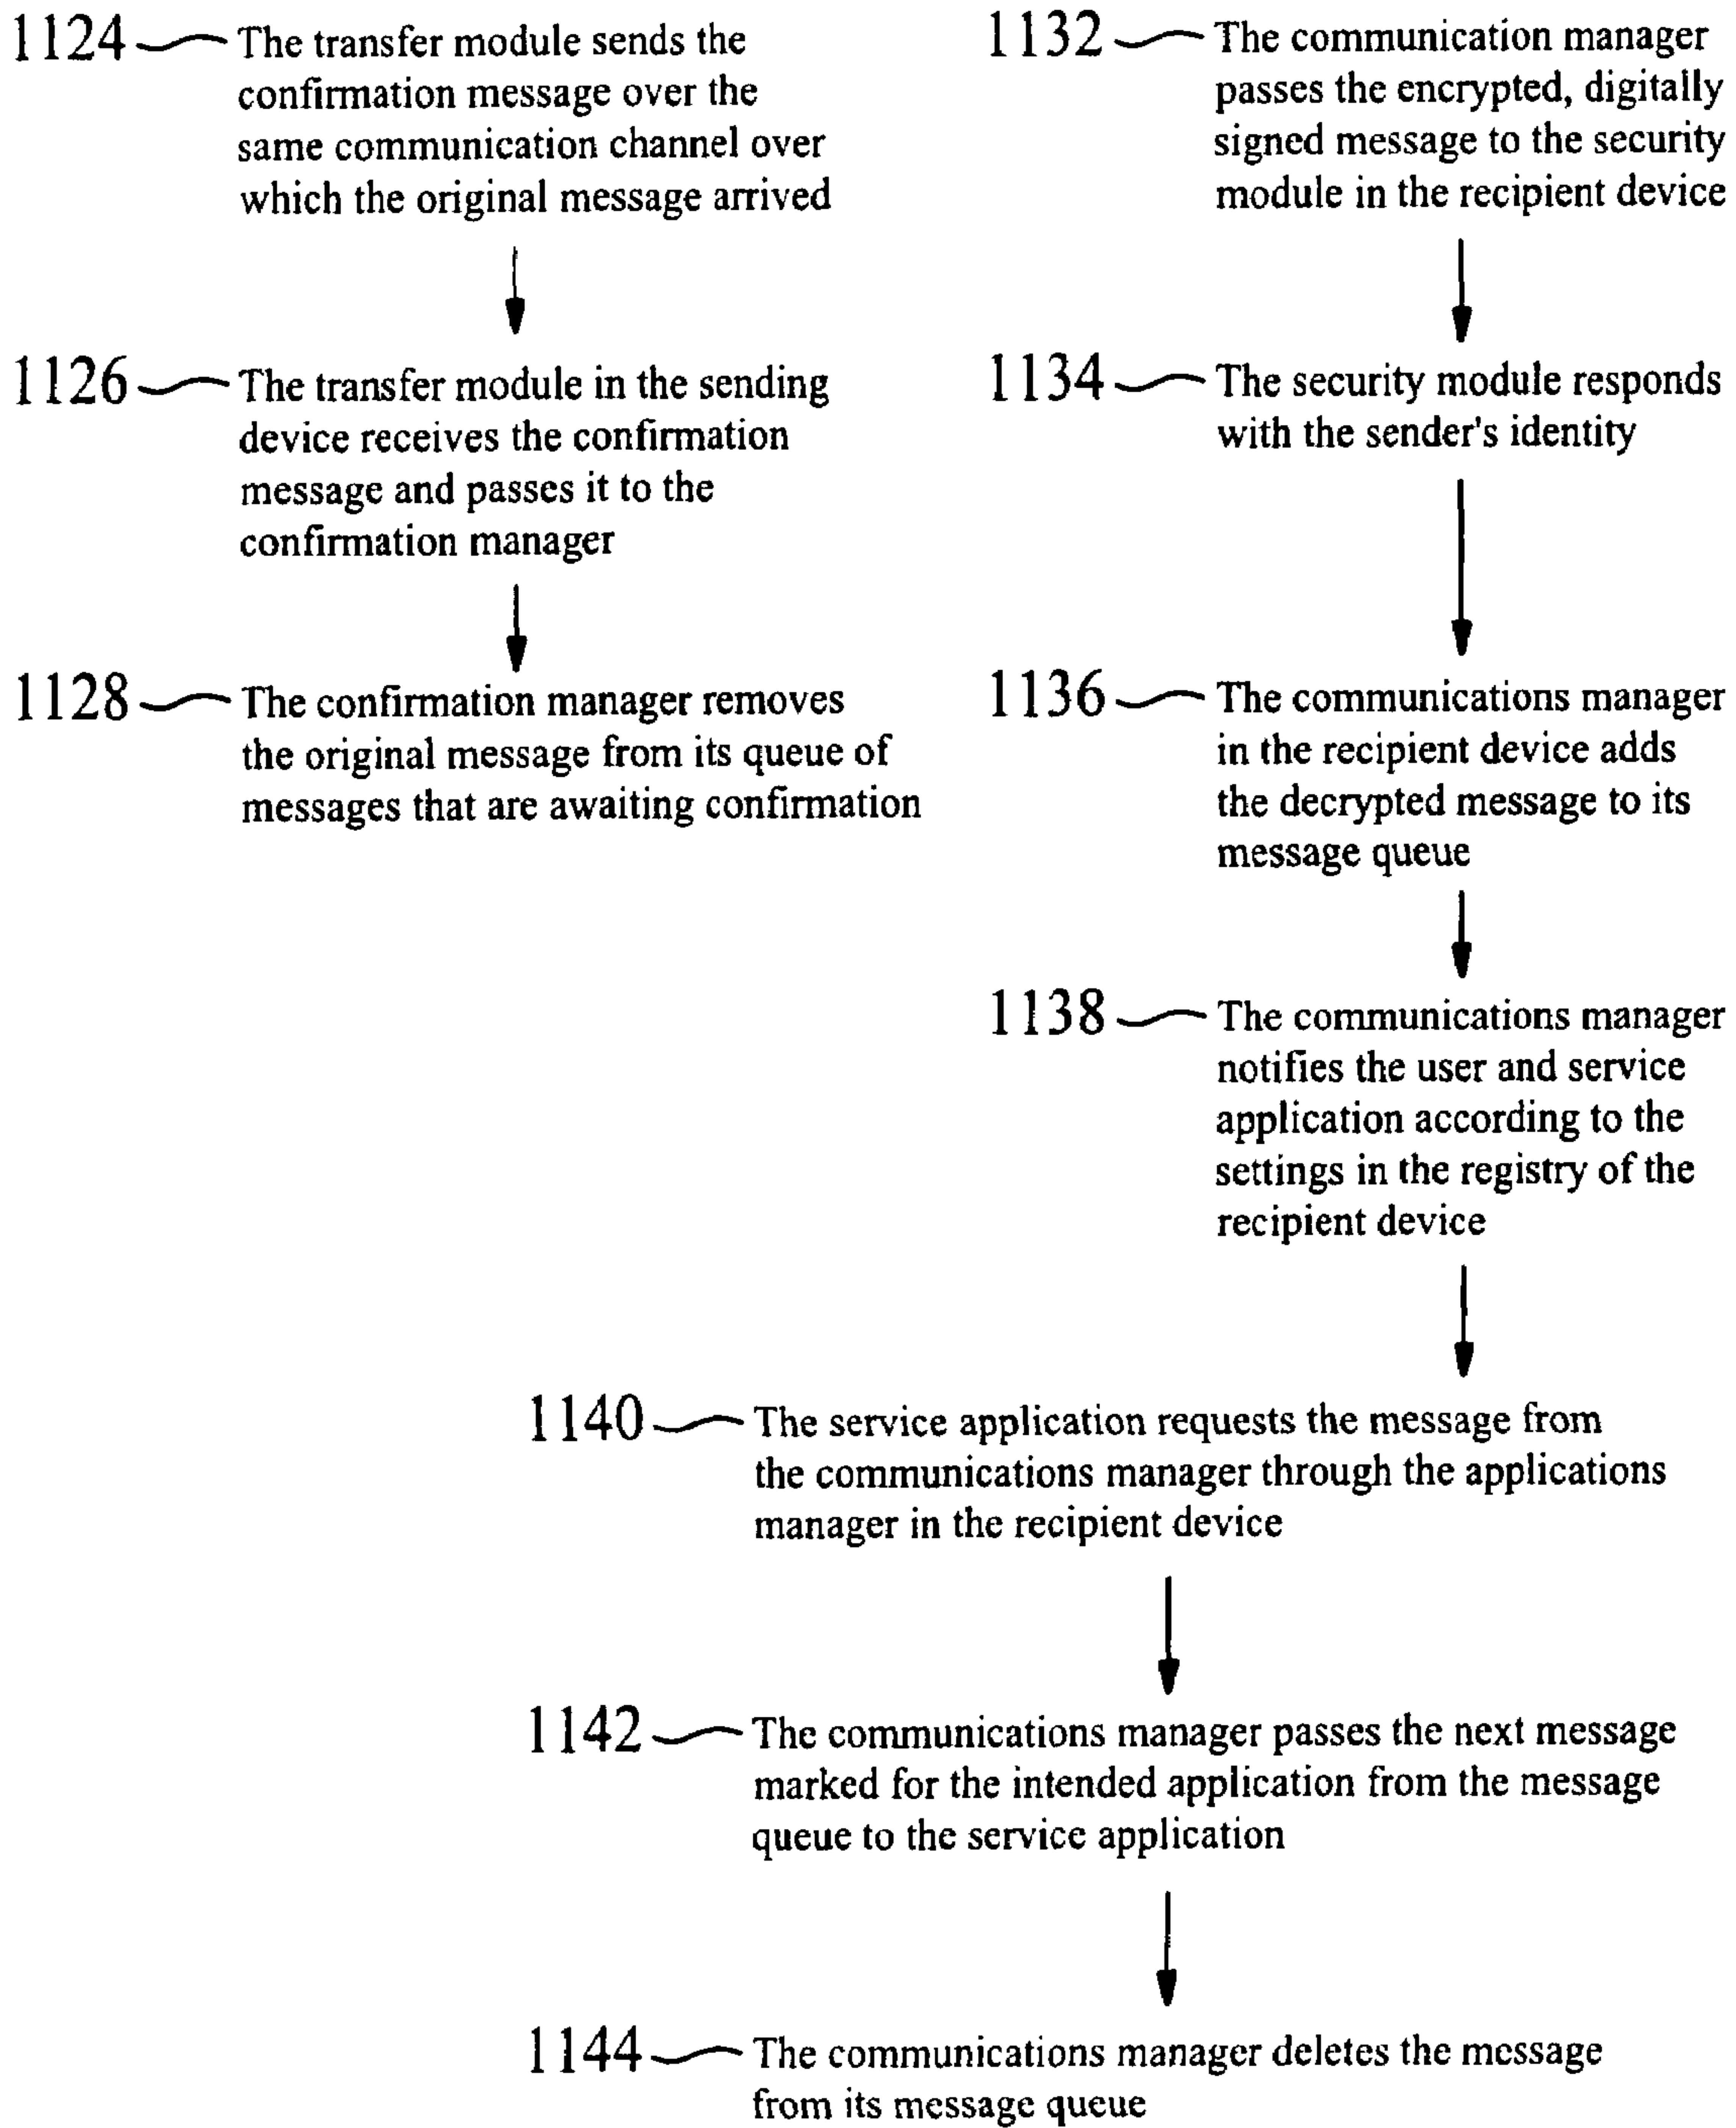 1124 The transfer module sends the
confirmation message over the
same communication channel over
which the original message arrived
1126 The transfer module in the sending
device receives the confirmation
message and passes it to the
confirmation manager
1128 The confirmation manager removes
the original message from its queue of
messages that are awaiting confirmation
1132 The communication manager
passes the encrypted, digitally
signed message to the security
module in the recipient device
1134 The security module responds
with the sender's identity
1136 The communications manager
in the recipient device adds
the decrypted message to its
message queue
1138 The communications manager
notifies the user and service
application according to the
settings in the registry of the
recipient device
1140 The service application requests the message from
the communications manager through the applications
manager in the recipient device
1142 The communications manager passes the next message
marked for the intended application from the message
queue to the service application
1144 The communications manager deletes the message
from its message queue